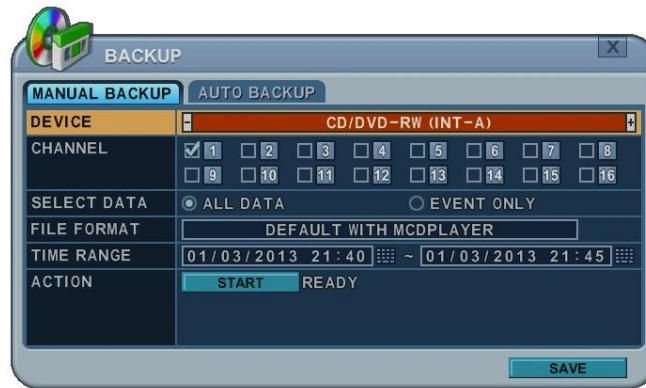 BACKUP X
MANUAL BACKUP AUTO BACKUP
DEVICE - CD/DVD-RW (INT-A) +
CHANNEL 1 2 3 4 5 6 7 8
9 10 11 12 13 14 15 16
SELECT DATA ALL DATA EVENT ONLY
FILE FORMAT DEFAULT WITH MCDPLAYER
TIME RANGE 01/03/2013 21:40 ~ 01/03/2013 21:45
ACTION START READY
SAVE